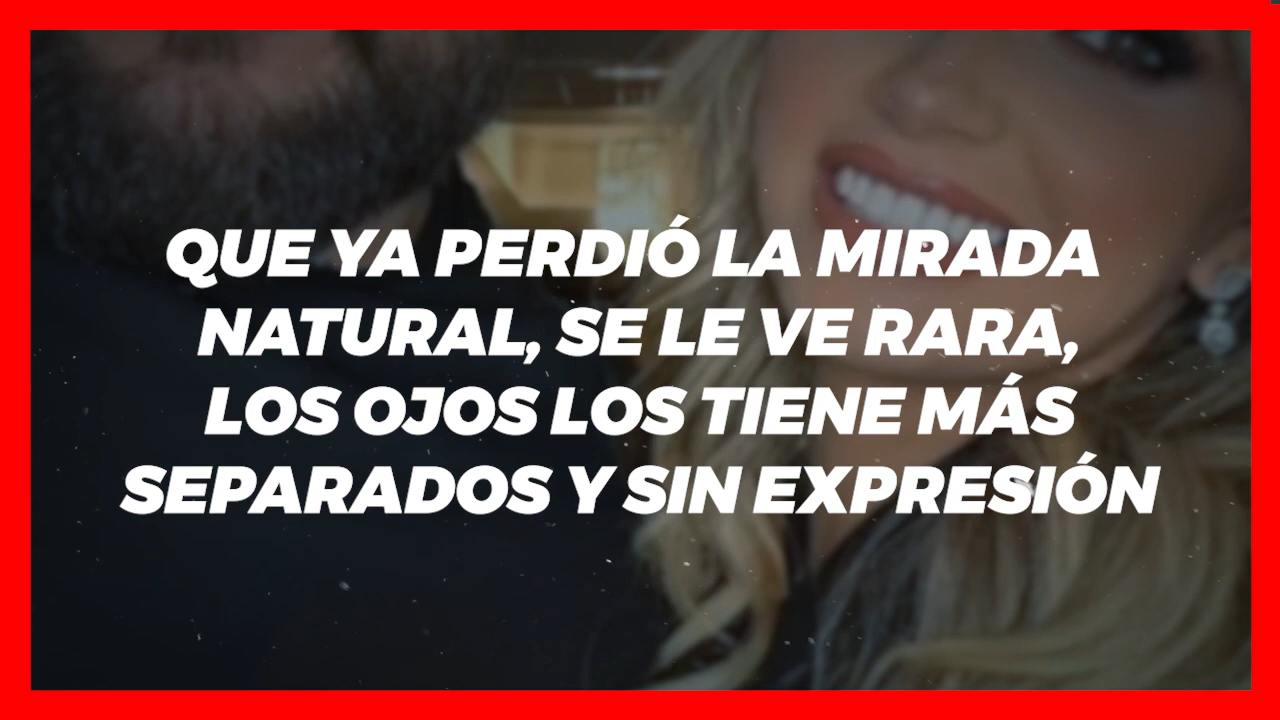 QUE YA PERDIÓ LA MIRADA
NATURAL, SE LE VE RARA,
LOS OJOS LOS TIENE MÁS
SEPARADOS Y SIN EXPRESIÓN